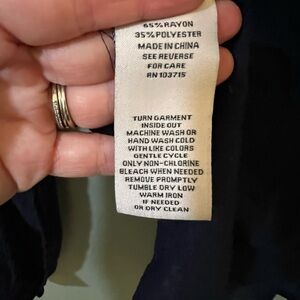 65% RAYON
35% POLYESTER
MADE IN CHINA
SEE REVERSE
FOR CARE
RN 103715
TURN GARMENT
INSIDE OUT
MACHINE WASH OR
HAND WASH COLD
WITH LIKE COLORS
GENTLE CYCLE
ONLY NON-CHLORINE
BLEACH WHEN NEEDED
REMOVE PROMPTLY
TUMBLE DRY LOW
WARM IRON
IF NEEDED
OR DRY CLEAN